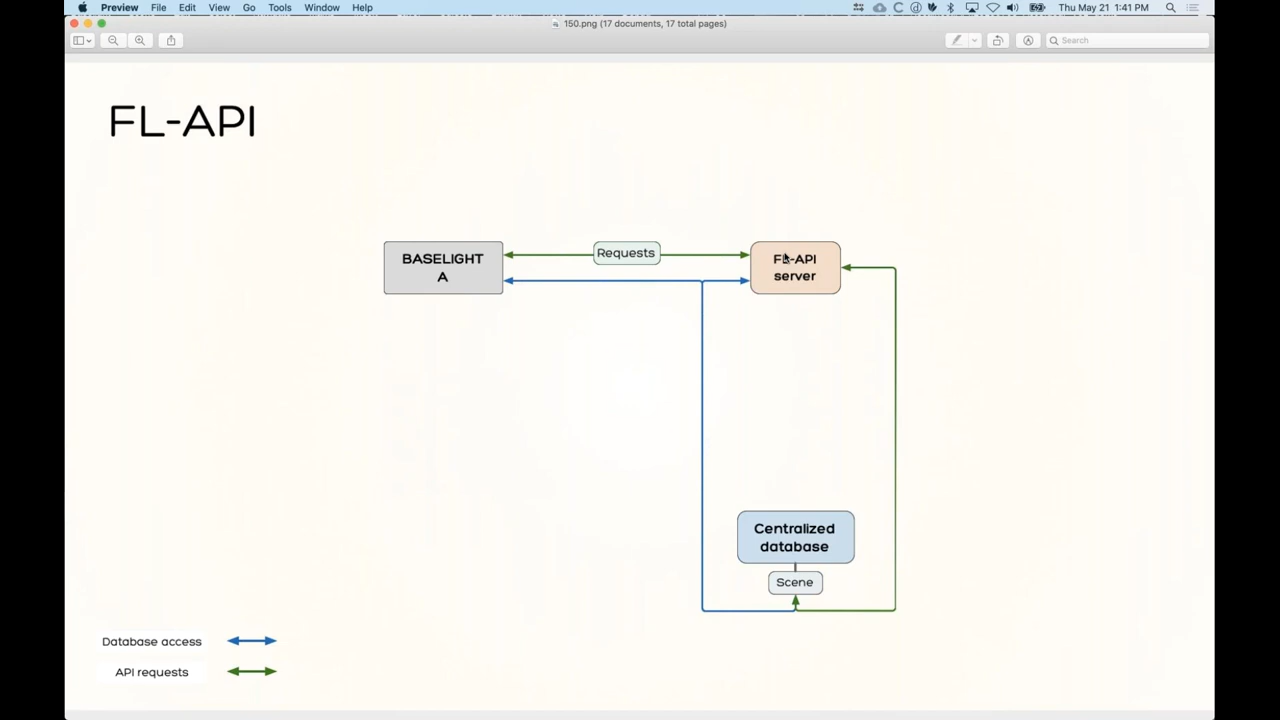 Preview File Edit View Go Tools Window Help Thu May 21 1:41 PM
150.png (17 documents, 17 total pages)
Search
FL-API
BASELIGHT
A
Requests
FL-API
server
Centralized
database
Scene
Database access
API requests